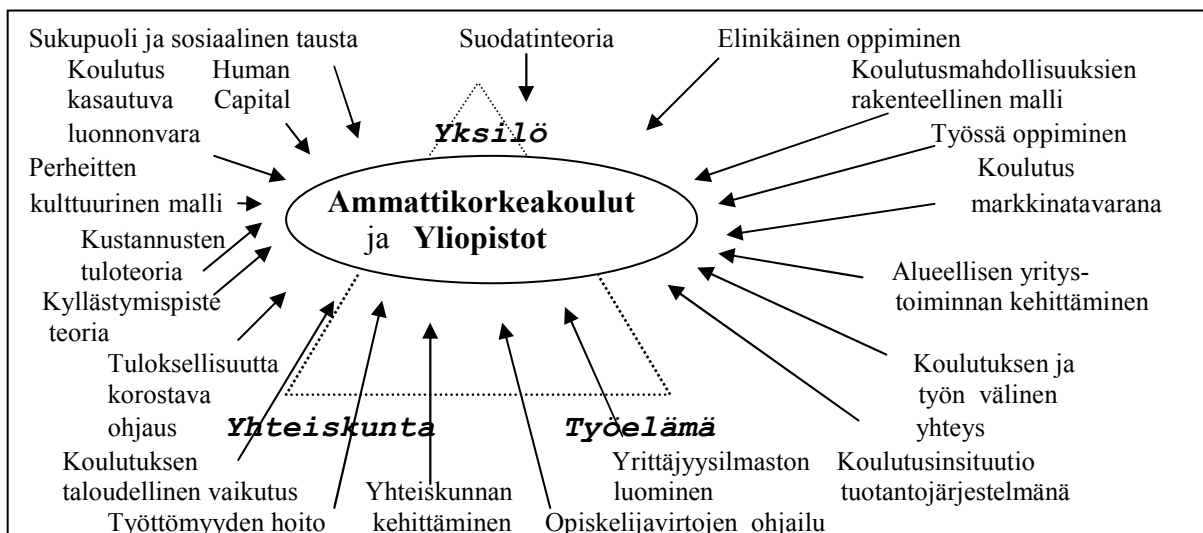 Sukupuoli ja sosiaalinen tausta
Suodatinteoria
Elinikäinen oppiminen
Koulutus
kasautuva
luonnonvara
Human
Capital
Koulutusmahdollisuuksien
rakenteellinen malli
Yksilö
Työssä oppiminen
Perheitten
kulttuurinen malli
Koulutus
markkinatavarana
Ammattikorkeakoulut
ja Yliopistot
Kustannusten
tuloteoria
Alueellisen yritys-
toiminnan kehittäminen
Kyllästymispiste
teoria
Tuloksellisuutta
korostava
ohjaus
Koulutuksen ja
työn välinen
yhteys
Yhteiskunta
Työelämä
Koulutuksen
taloudellinen vaikutus
Yrittäjyysilmaston
luominen
Koulutusinsituutio
tuotantojärjestelmänä
Työttömyyden hoito
Yhteiskunnan
kehittäminen
Opiskelijavirtojen ohjailu